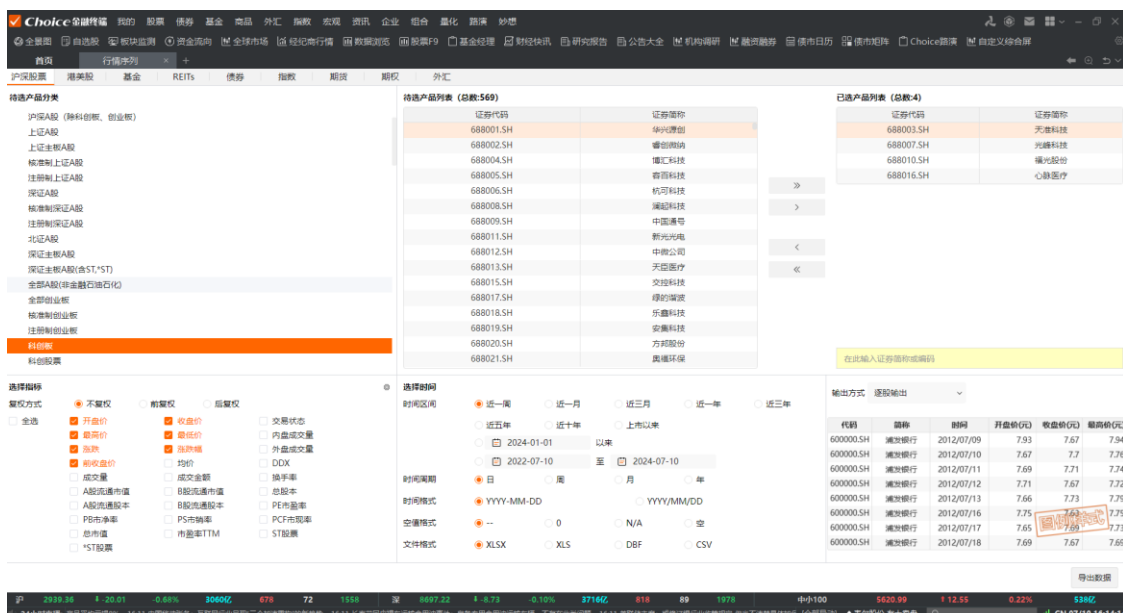 Choice金融终端 我的 股票 债券 基金 商品 外汇 指数 宏观 资讯 企业 组合 量化 路演 妙想
全景图 自选股 板块监测 资金流向 全球市场 经纪商行情 数据浏览 股票F9 基金经理 财经快讯 研究报告 公告大全 机构调研 融资融券 债市日历 债市矩阵 Choice路演 自定义综合屏
首页 行情序列 × +
沪深股票 港美股 基金 REITs 债券 指数 期货 期权 外汇
待选产品分类
沪深A股（除科创板、创业板）
上证A股
上证主板A股
核准制上证A股
注册制上证A股
深证A股
核准制深证A股
注册制深证A股
北证A股
深证主板A股
深证主板A股(含ST,*ST)
全部A股(非金融石油石化)
全部创业板
核准制创业板
注册制创业板
科创板
科创股票
待选产品列表（总数:569）
证券代码 证券简称
688001.SH 华兴源创
688002.SH 睿创微纳
688004.SH 博汇科技
688005.SH 容百科技
688006.SH 杭可科技
688008.SH 澜起科技
688009.SH 中国通号
688011.SH 新光光电
688012.SH 中微公司
688013.SH 天臣医疗
688015.SH 交控科技
688017.SH 绿的谐波
688018.SH 乐鑫科技
688019.SH 安集科技
688020.SH 方邦股份
688021.SH 奥福环保
» 
>
<
«
已选产品列表（总数:4）
证券代码 证券简称
688003.SH 天准科技
688007.SH 光峰科技
688010.SH 福光股份
688016.SH 心脉医疗
在此输入证券简称或编码
选择指标
复权方式 不复权 前复权 后复权
全选 开盘价 收盘价 交易状态
最高价 最低价 内盘成交量
涨跌 涨跌幅 外盘成交量
前收盘价 均价 DDX
成交量 成交金额 换手率
A股流通市值 B股流通市值 总股本
A股流通股本 B股流通股本 PE市盈率
PB市净率 PS市销率 PCF市现率
总市值 市盈率TTM ST股票
*ST股票
选择时间
时间区间 近一周 近一月 近三月 近一年 近三年
近五年 近十年 上市以来
2024-01-01 以来
2022-07-10 至 2024-07-10
时间周期 日 周 月 年
时间格式 YYYY-MM-DD YYYY/MM/DD
空值格式 -- 0 N/A 空
文件格式 XLSX XLS DBF CSV
输出方式 逐股输出
代码 简称 时间 开盘价(元) 收盘价(元) 最高价(元)
600000.SH 浦发银行 2012/07/09 7.93 7.67 7.94
600000.SH 浦发银行 2012/07/10 7.67 7.7 7.76
600000.SH 浦发银行 2012/07/11 7.69 7.71 7.74
600000.SH 浦发银行 2012/07/12 7.71 7.67 7.72
600000.SH 浦发银行 2012/07/13 7.66 7.73 7.79
600000.SH 浦发银行 2012/07/16 7.75 7.63 7.75
600000.SH 浦发银行 2012/07/17 7.65 7.69 7.73
600000.SH 浦发银行 2012/07/18 7.69 7.67 7.69
导出数据
沪 2939.36 -20.01 -0.68% 3060亿 678 72 1558 深 8697.22 -8.73 -0.10% 3716亿 818 89 1978 中小100 5620.99 12.55 0.22% 538亿